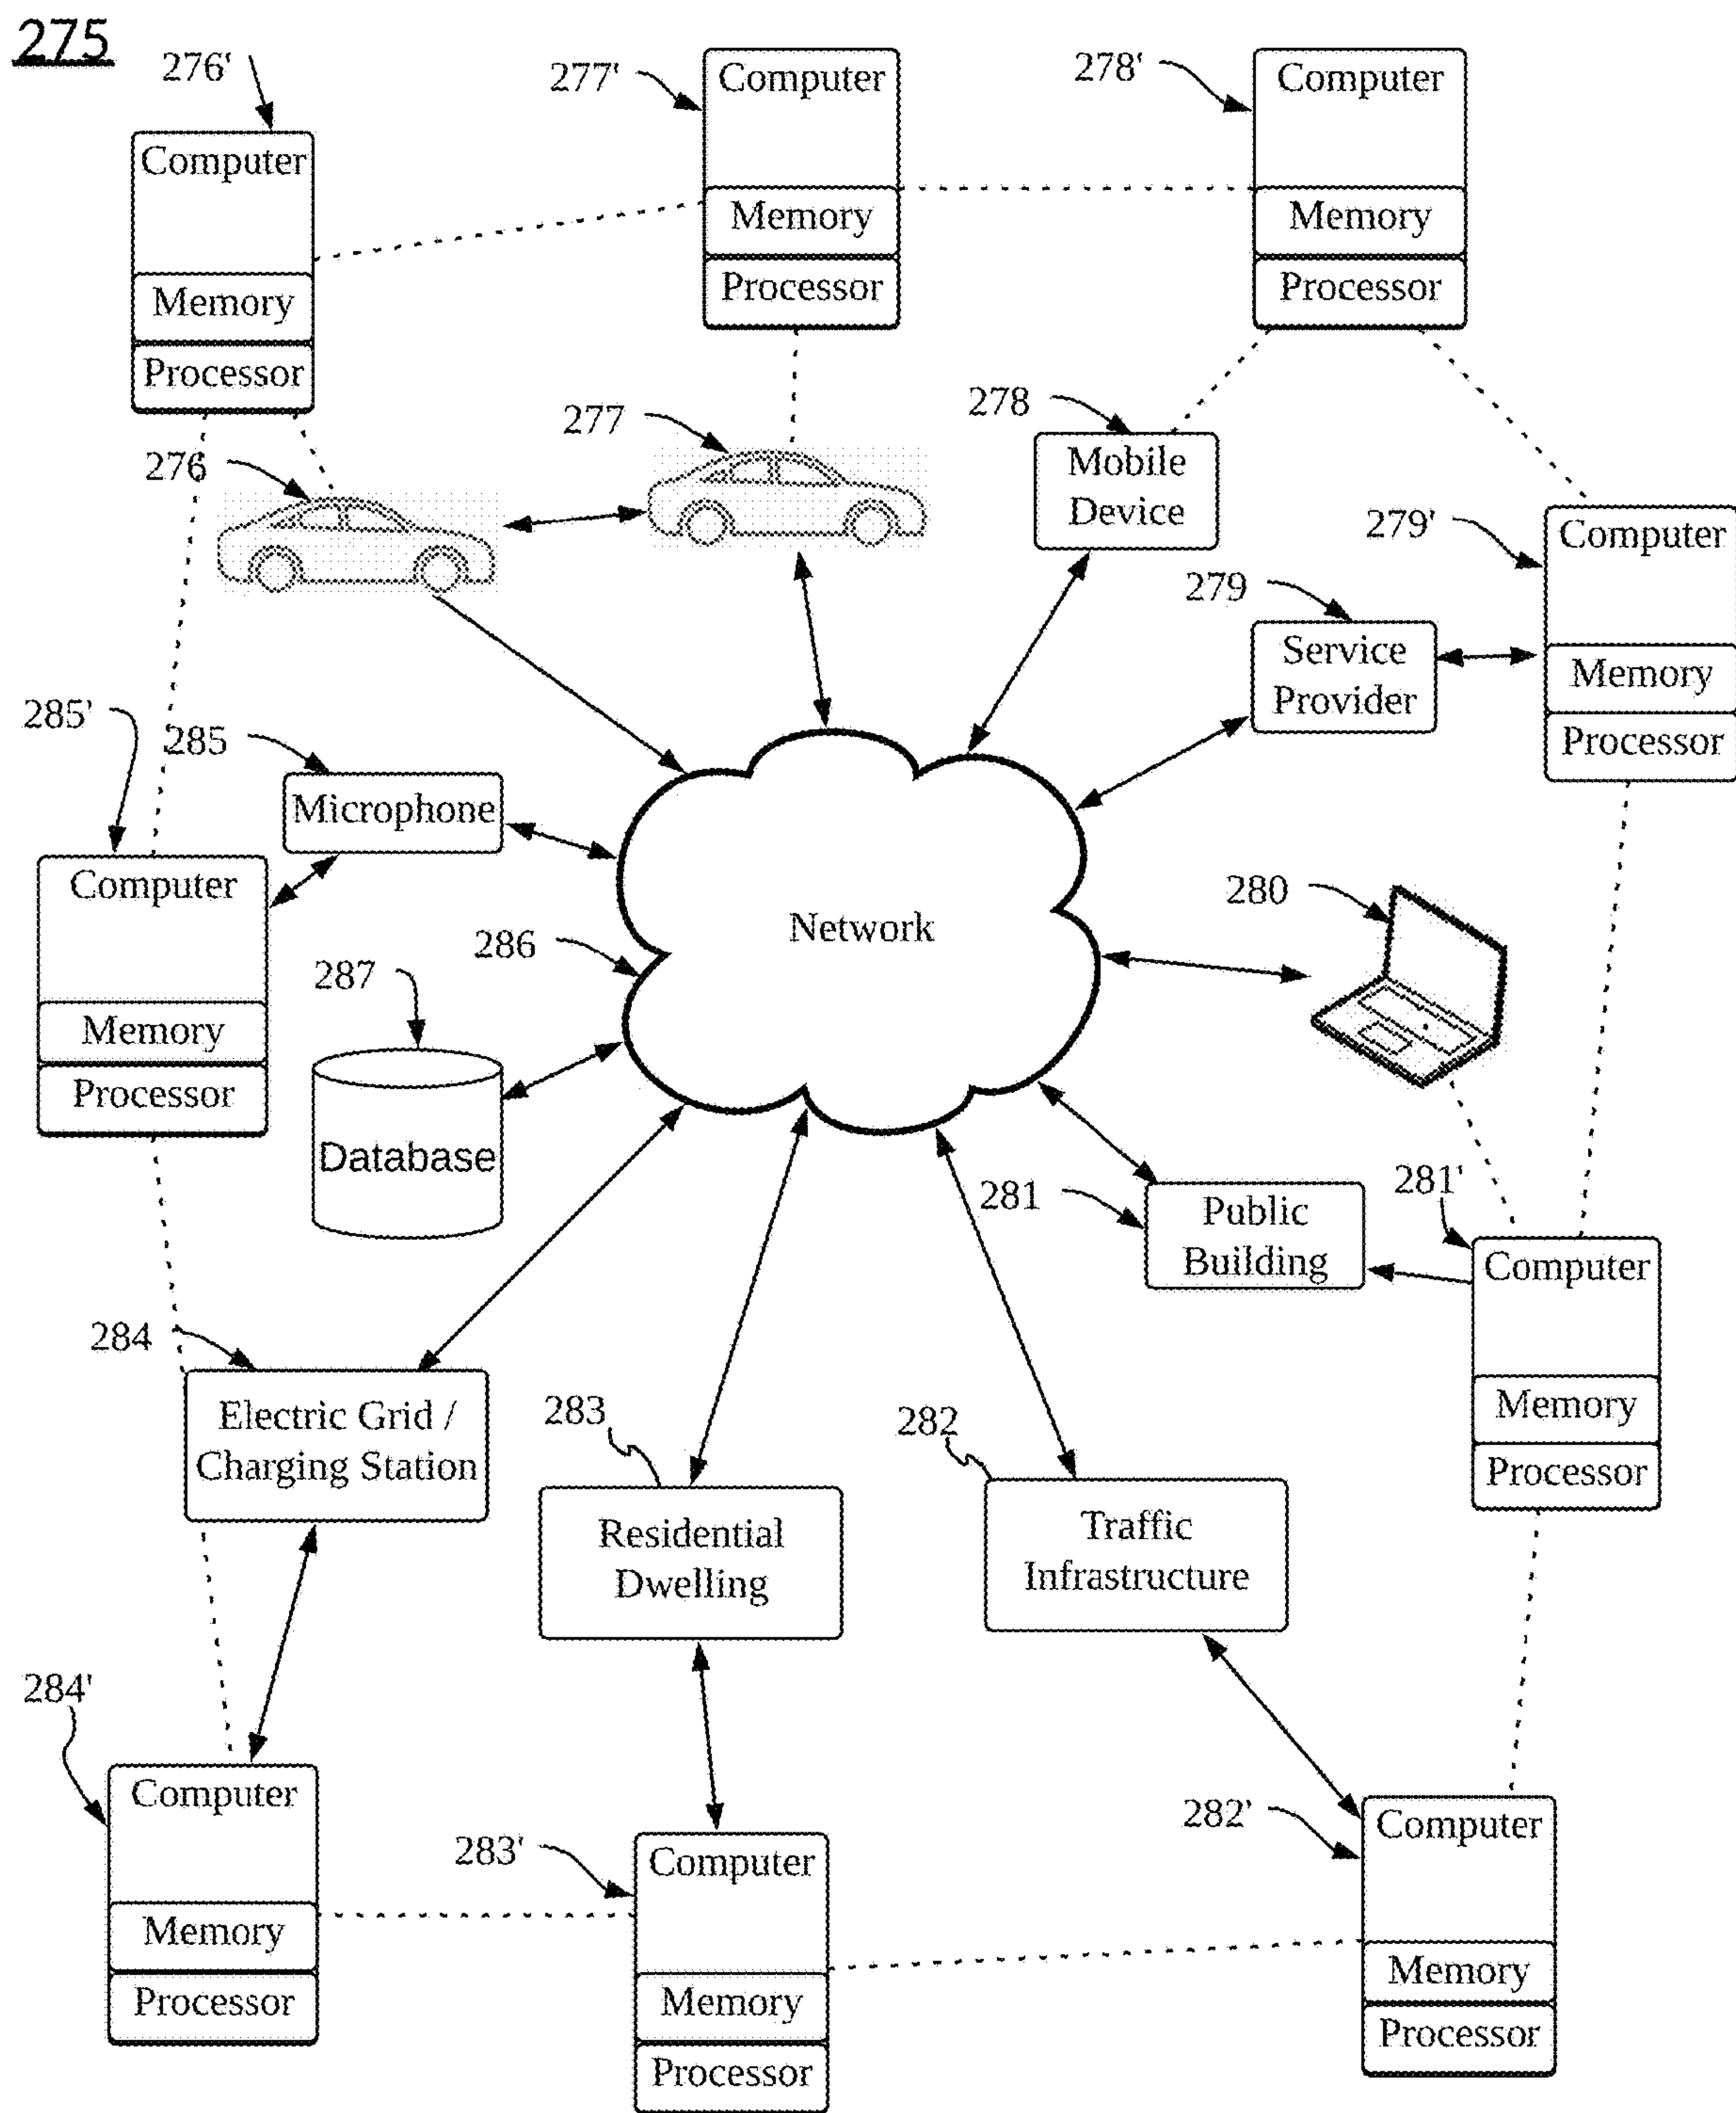 275
276'
277'
278'
Computer
Memory
Processor
Computer
Memory
Processor
Computer
Memory
Processor
276
277
278
Mobile
Device
279'
Computer
Memory
Processor
279
Service
Provider
285'
285
Microphone
Computer
Memory
Processor
286
Network
280
287
Database
281
Public
Building
281'
Computer
Memory
Processor
284
Electric Grid /
Charging Station
283
Residential
Dwelling
282
Traffic
Infrastructure
284'
Computer
Memory
Processor
283'
Computer
Memory
Processor
282'
Computer
Memory
Processor